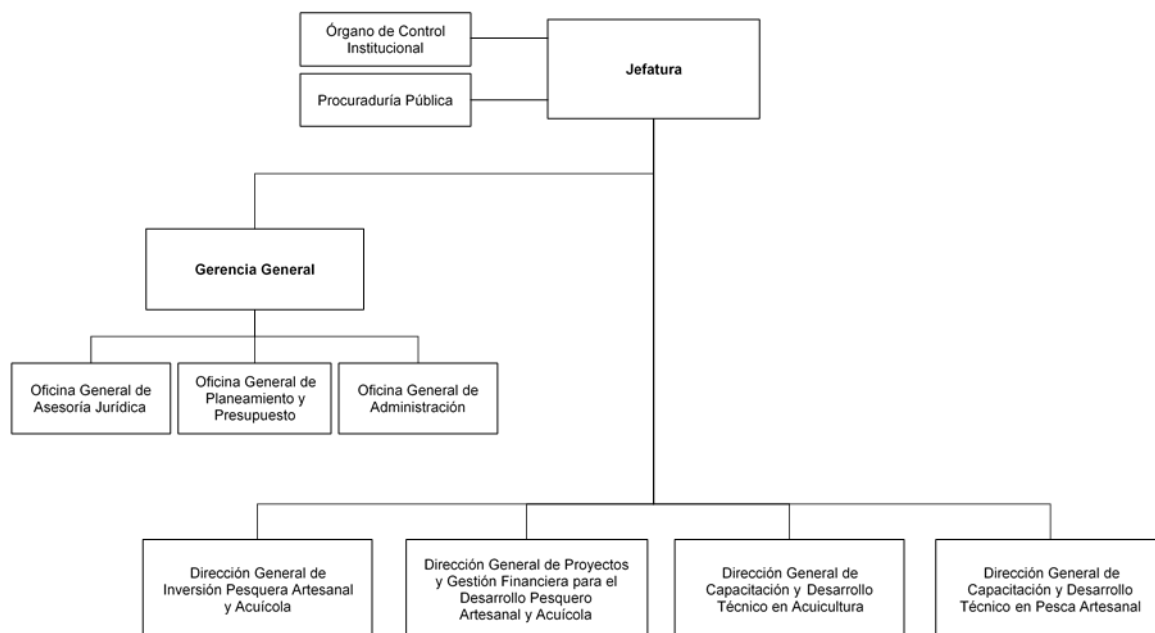 Órgano de Control
Institucional
Jefatura
Procuraduría Pública
Gerencia General
Oficina General de
Asesoría Jurídica
Oficina General de
Planeamiento y
Presupuesto
Oficina General de
Administración
Dirección General de
Inversión Pesquera Artesanal
y Acuícola
Dirección General de Proyectos
y Gestión Financiera para el
Desarrollo Pesquero
Artesanal y Acuícola
Dirección General de
Capacitación y Desarrollo
Técnico en Acuicultura
Dirección General de
Capacitación y Desarrollo
Técnico en Pesca Artesanal